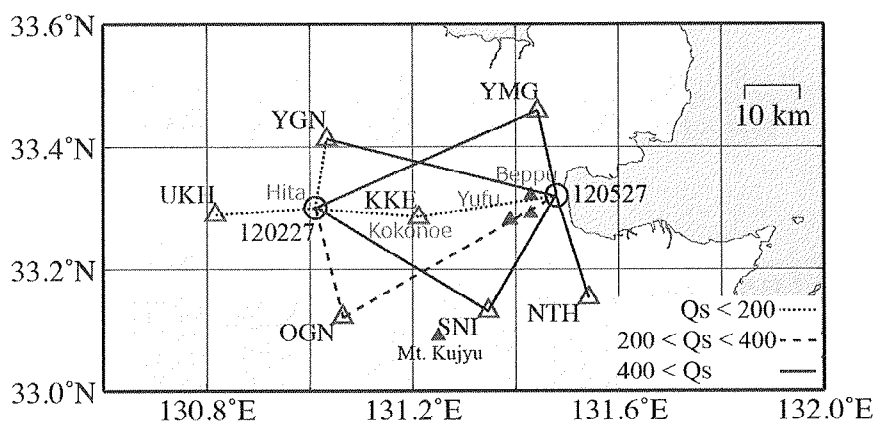 33.6°N
33.4°N
33.2°N
33.0°N
YMG
10 km
YGN
Beppu
UKH
Hita
KKE
Yufu
120527
120227
Kokonoe
OGN
SNI
NTH
Mt. Kujyu
Qs < 200
200 < Qs < 400
400 < Qs
130.8°E
131.2°E
131.6°E
132.0°E